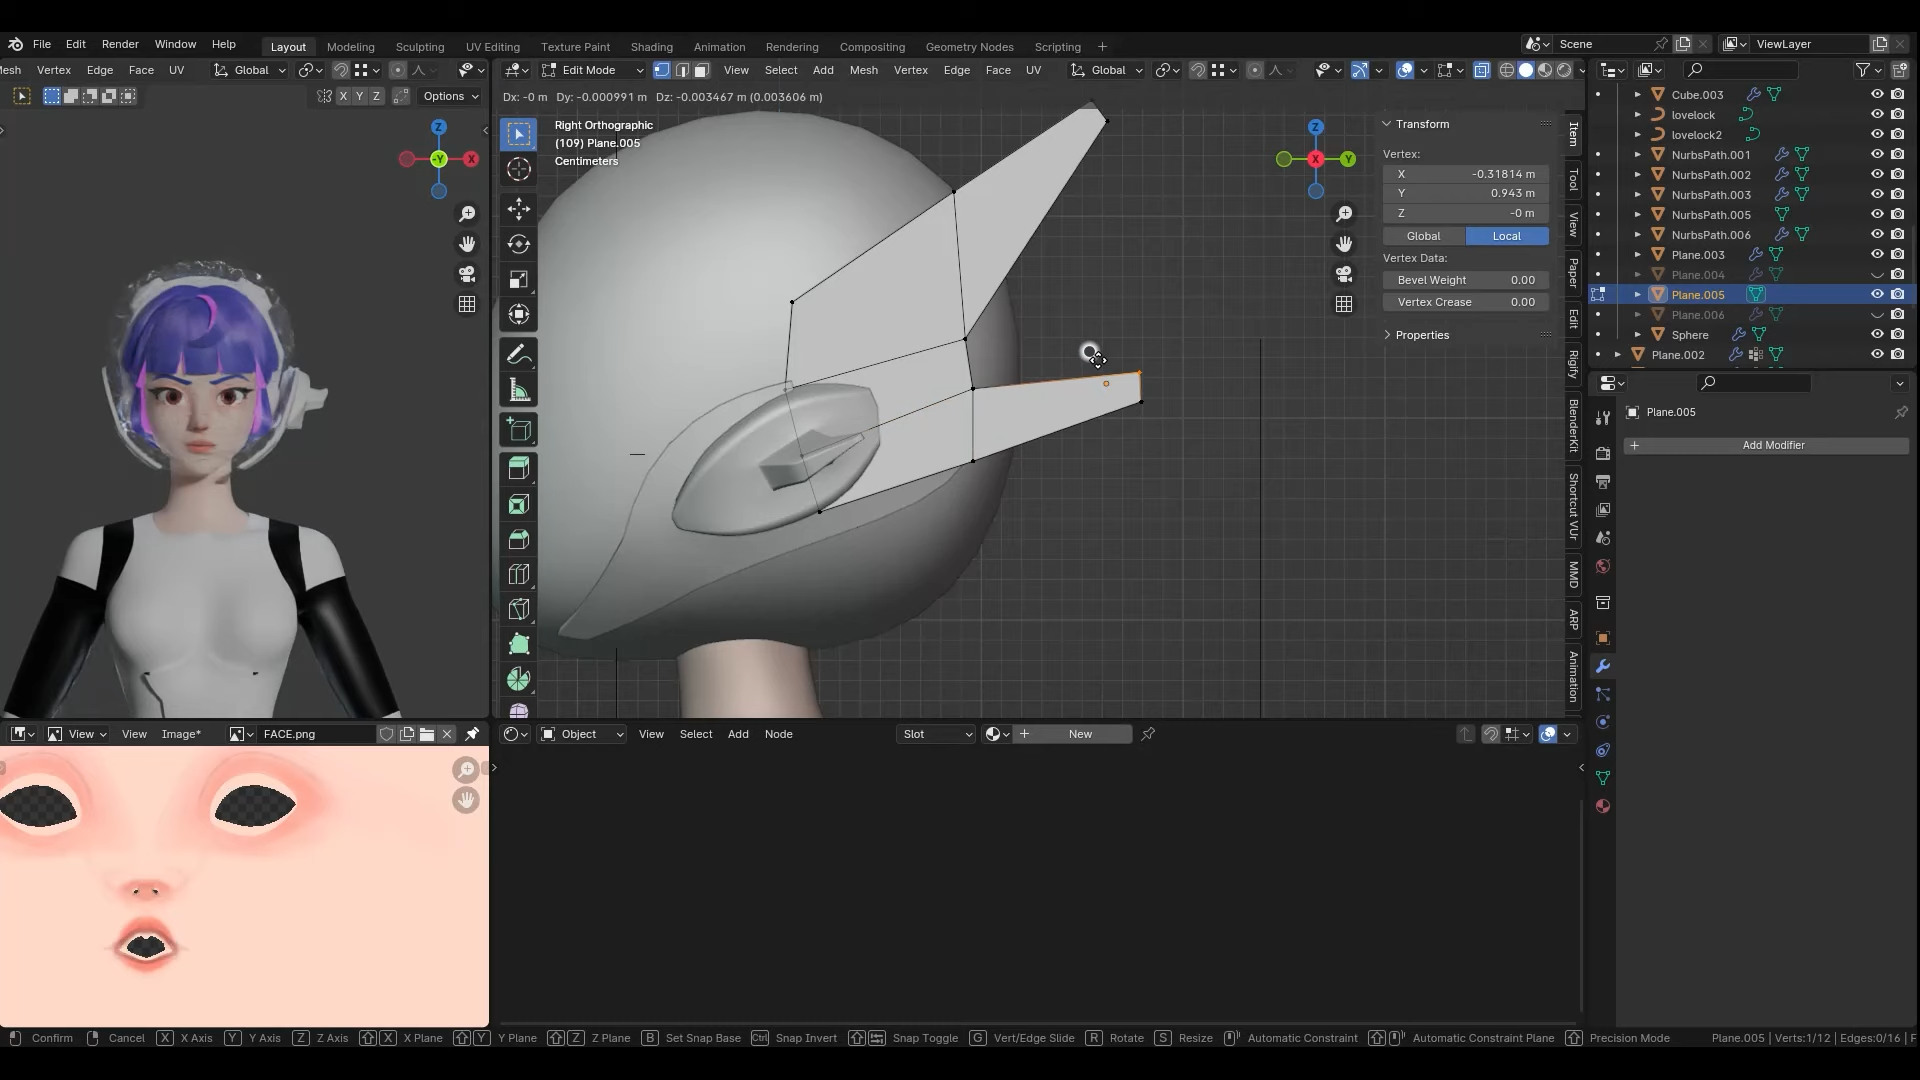 File Edit Render Window Help Layout Modeling Sculpting UV Editing Texture Paint Shading Animation Rendering Compositing Geometry Nodes Scripting + Scene ViewLayer
esh Vertex Edge Face UV Global Edit Mode View Select Add Mesh Vertex Edge Face UV Global
X Y Z Options Dx: -0 m Dy: -0.000991 m Dz: -0.003467 m (0.003606 m)
Right Orthographic
(109) Plane.005
Centimeters
Z
-Y
X
Z
X
Y
Transform
Vertex:
X -0.31814 m
Y 0.943 m
Z -0 m
Global Local
Vertex Data:
Bevel Weight 0.00
Vertex Crease 0.00
Properties
Item
Tool
View
Paper
Edit
Rigify
BlenderKit
Shortcut VUr
MMD
ARP
Animation
Cube.003
lovelock
lovelock2
NurbsPath.001
NurbsPath.002
NurbsPath.003
NurbsPath.005
NurbsPath.006
Plane.003
Plane.004
Plane.005
Plane.006
Sphere
Plane.002
Plane.005
+ Add Modifier
View View Image* FACE.png
Object View Select Add Node Slot + New
Confirm Cancel X X Axis Y Y Axis Z Z Axis X X Plane Y Y Plane Z Z Plane B Set Snap Base Ctrl Snap Invert Snap Toggle G Vert/Edge Slide R Rotate S Resize Automatic Constraint Automatic Constraint Plane Precision Mode Plane.005 | Verts:1/12 | Edges:0/16 | F